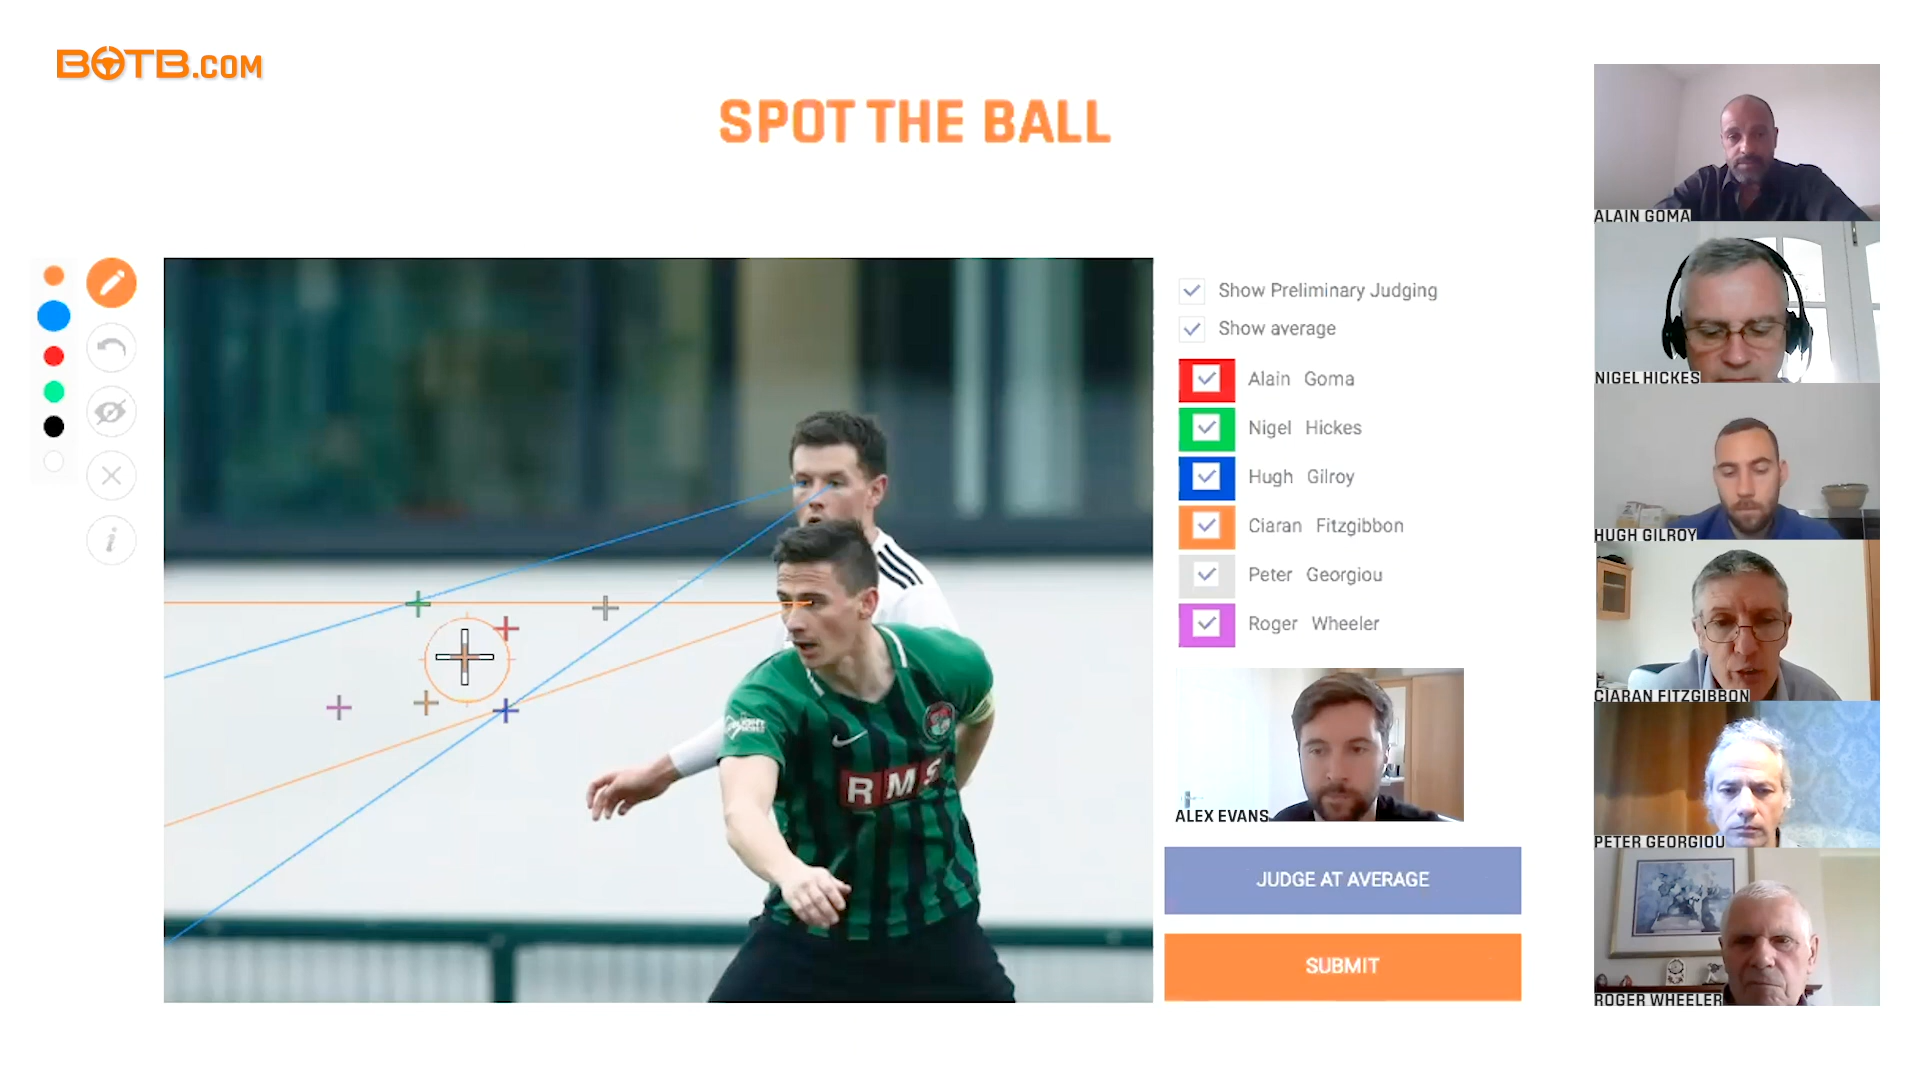 BOTB.COM
SPOT THE BALL
Show Preliminary Judging
Show average
Alain Goma
Nigel Hickes
Hugh Gilroy
Ciaran Fitzgibbon
Peter Georgiou
Roger Wheeler
ALEX EVANS
JUDGE AT AVERAGE
SUBMIT
RMS
ALAIN GOMA
NIGEL HICKES
HUGH GILROY
CIARAN FITZGIBBON
PETER GEORGIOU
ROGER WHEELER